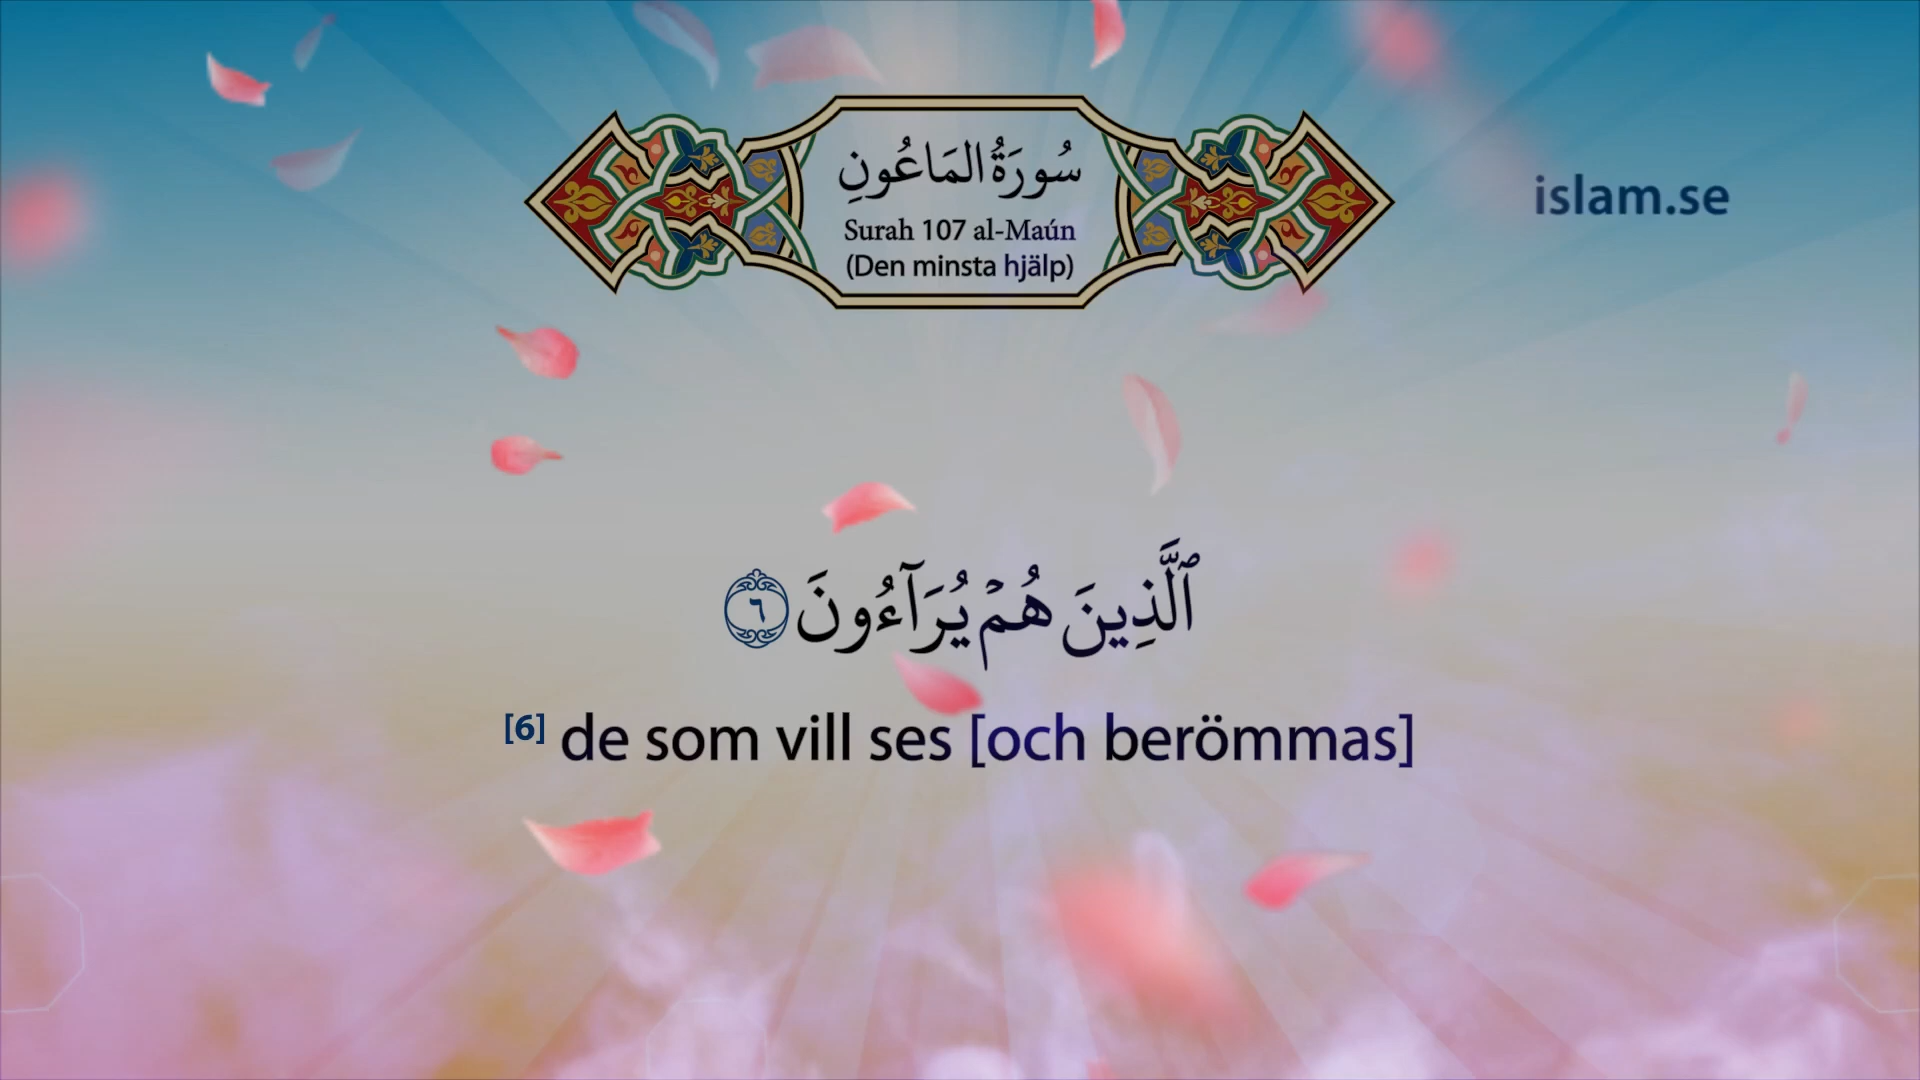 سُورَةُ المَاعُونِ
Surah 107 al-Maún
(Den minsta hjälp)
islam.se
ٱلَّذِينَ هُمۡ يُرَآءُونَ ٦
[6] de som vill ses [och berömmas]